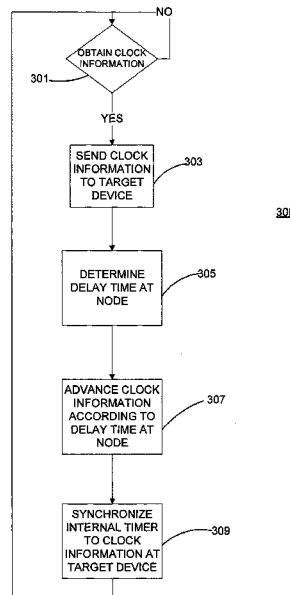 NO
OBTAIN CLOCK
INFORMATION
301
YES
SEND CLOCK
INFORMATION
TO TARGET
DEVICE
303
DETERMINE
DELAY TIME AT
NODE
305
ADVANCE CLOCK
INFORMATION
ACCORDING TO
DELAY TIME AT
NODE
307
SYNCHRONIZE
INTERNAL TIMER
TO CLOCK
INFORMATION AT
TARGET DEVICE
309